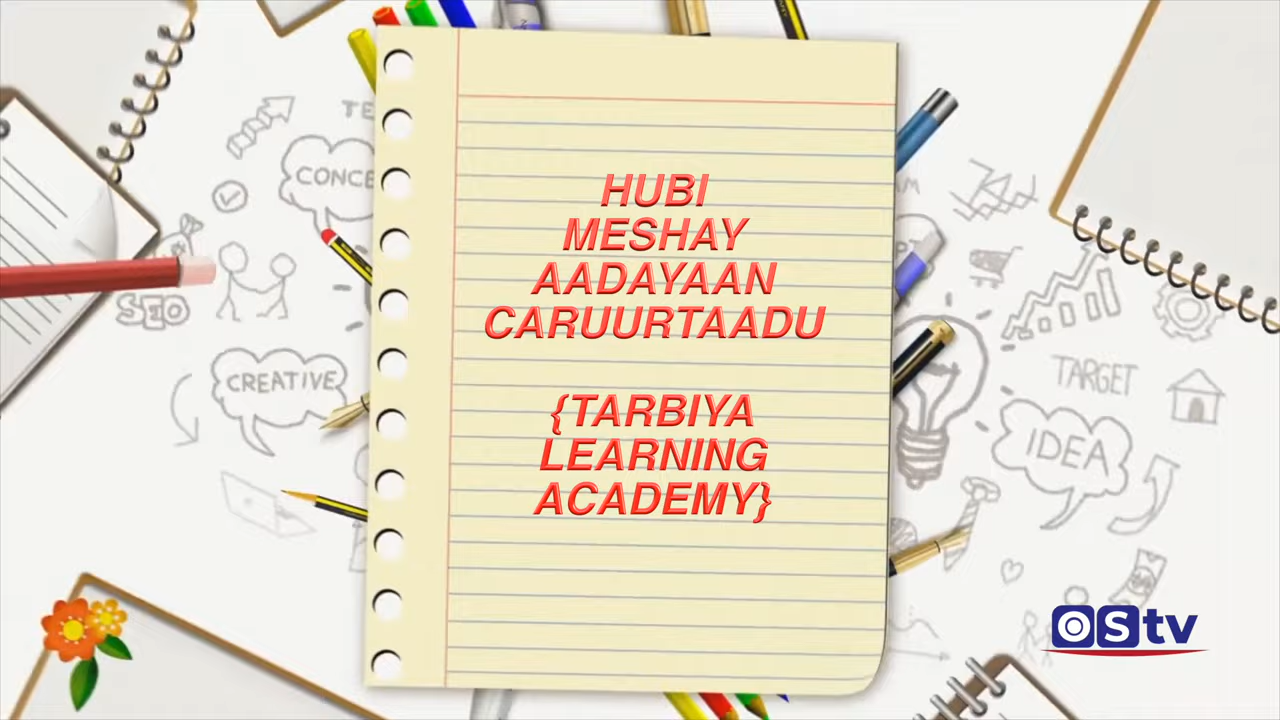 HUBI
MESHAY
AADAYAAN
CARUURTAADU
{TARBIYA
LEARNING
ACADEMY}
CONCE
SEO
CREATIVE
TARGET
IDEA
OStv